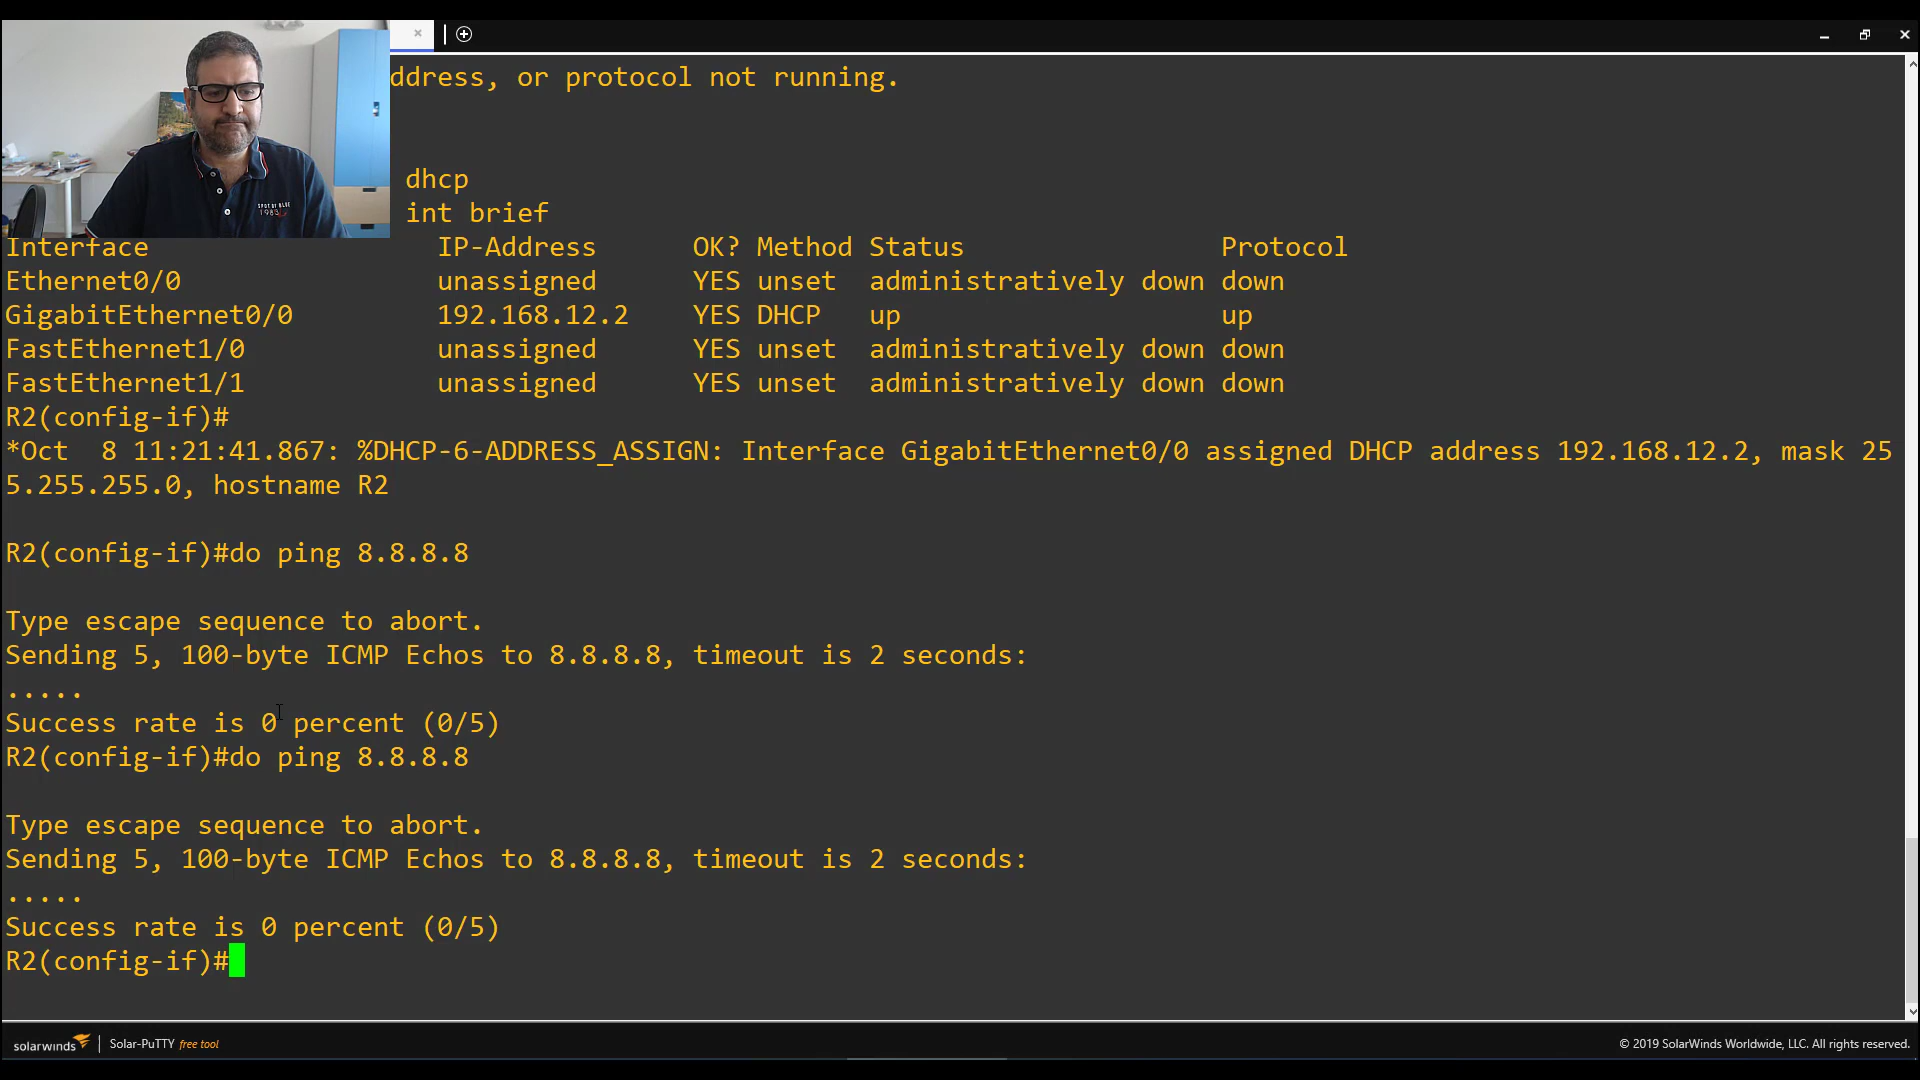 ddress, or protocol not running.
dhcp
int brief
Interface IP-Address OK? Method Status Protocol
Ethernet0/0 unassigned YES unset administratively down down
GigabitEthernet0/0 192.168.12.2 YES DHCP up up
FastEthernet1/0 unassigned YES unset administratively down down
FastEthernet1/1 unassigned YES unset administratively down down
R2(config-if)#
*Oct  8 11:21:41.867: %DHCP-6-ADDRESS_ASSIGN: Interface GigabitEthernet0/0 assigned DHCP address 192.168.12.2, mask 25
5.255.255.0, hostname R2
R2(config-if)#do ping 8.8.8.8
Type escape sequence to abort.
Sending 5, 100-byte ICMP Echos to 8.8.8.8, timeout is 2 seconds:
.....
Success rate is 0 percent (0/5)
R2(config-if)#do ping 8.8.8.8
Type escape sequence to abort.
Sending 5, 100-byte ICMP Echos to 8.8.8.8, timeout is 2 seconds:
.....
Success rate is 0 percent (0/5)
R2(config-if)#
SPOT OF BLUE
1983
solarwinds | Solar-PuTTY free tool
© 2019 SolarWinds Worldwide, LLC. All rights reserved.